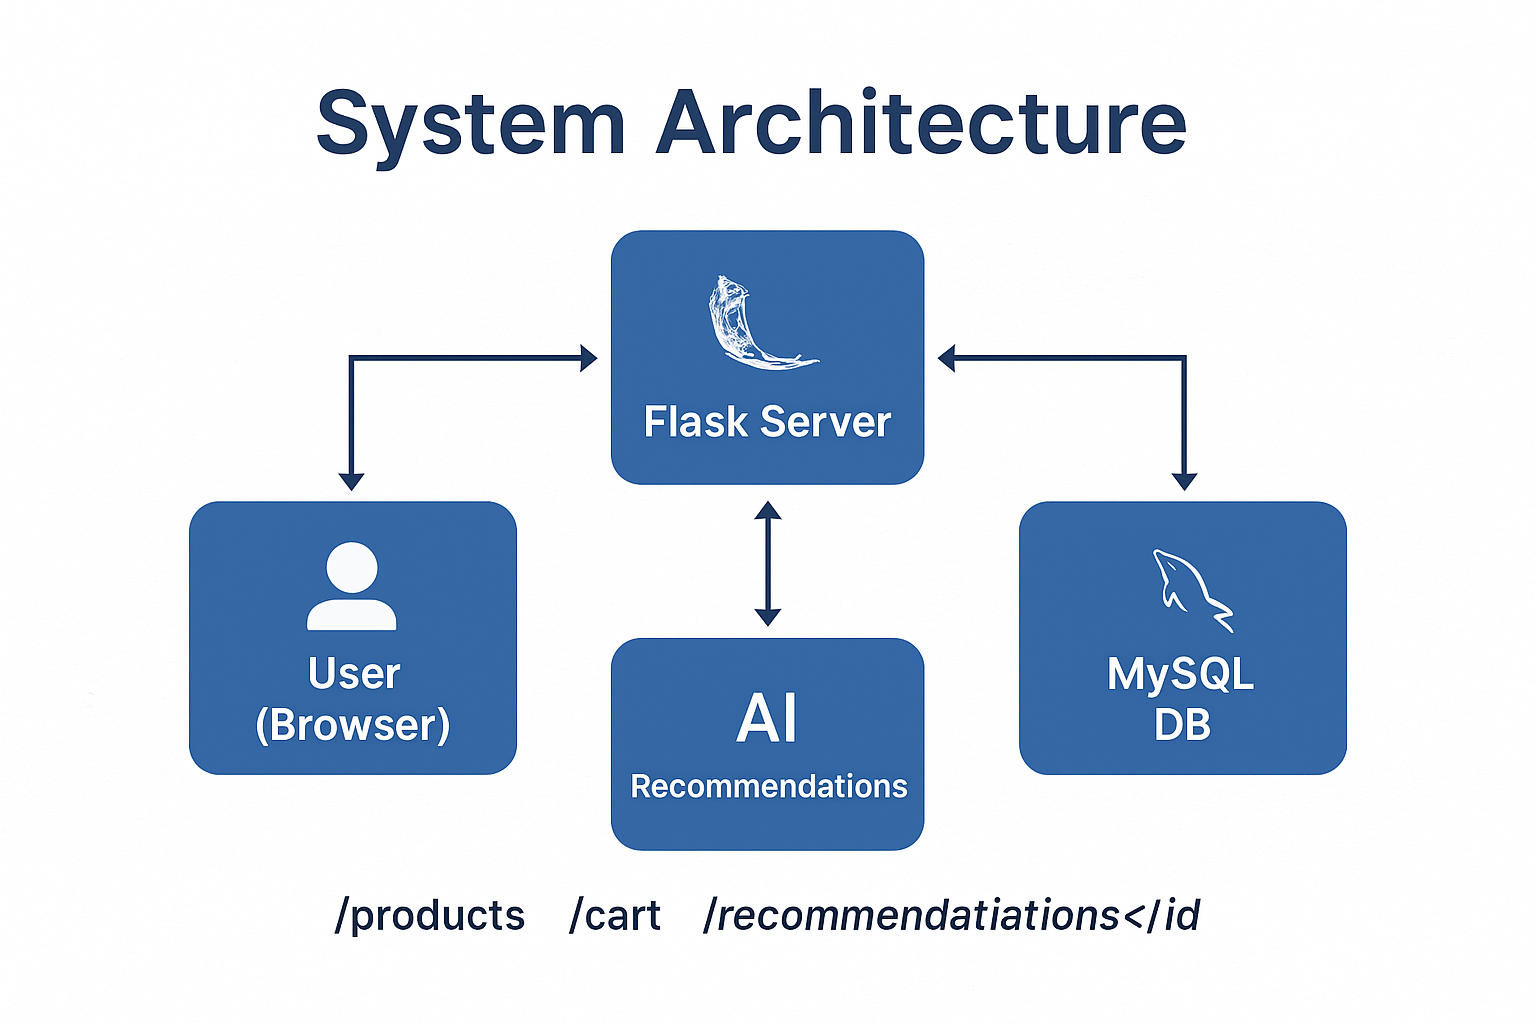 System Architecture
Flask Server
User
(Browser)
AI
Recommendations
MySQL
DB
/products /cart /recommendatiations</id